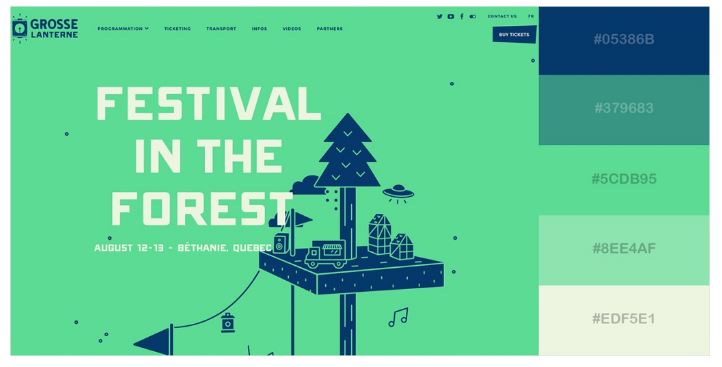 GROSSE
LANTERNE
PROGRAMMATION TICKETING TRANSPORT INFOS VIDEOS PARTNERS
CONTACT US FR
BUY TICKETS
FESTIVAL
IN THE
FOREST
AUGUST 12-13 - BÉTHANIE, QUEBEC
#05386B
#379683
#5CDB95
#8EE4AF
#EDF5E1